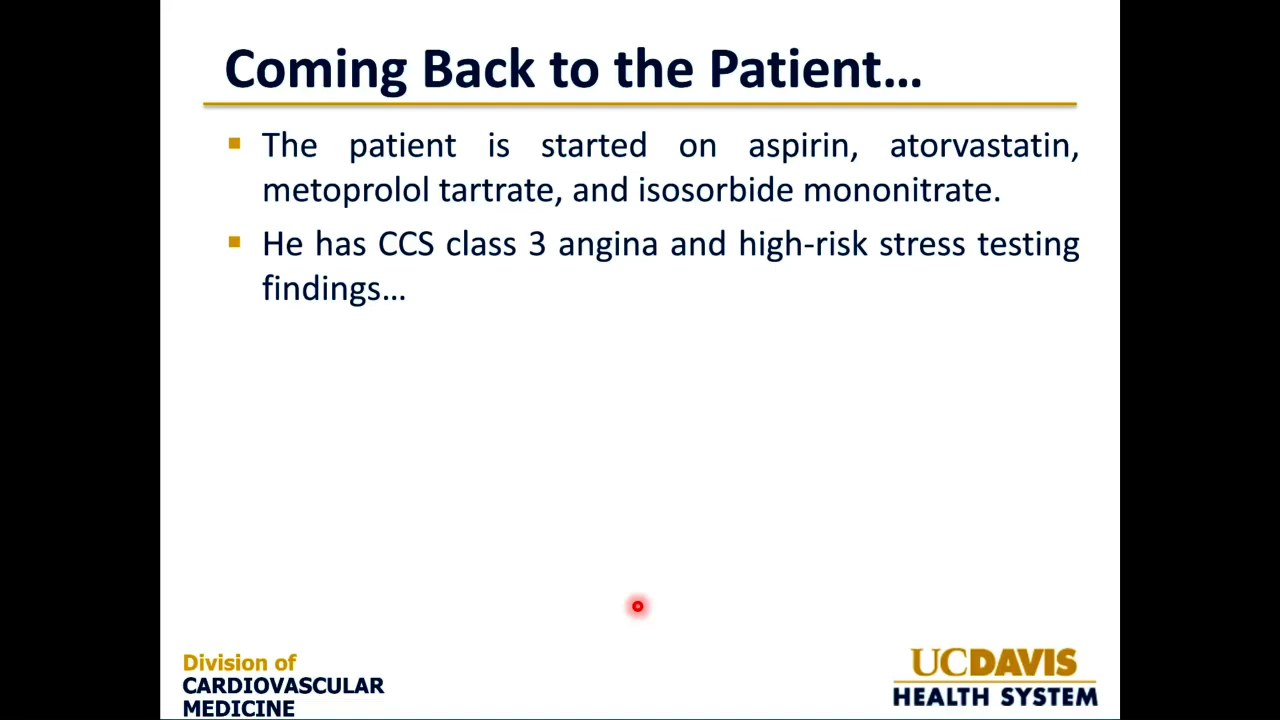 Coming Back to the Patient…
▪ The patient is started on aspirin, atorvastatin,
metoprolol tartrate, and isosorbide mononitrate.
▪ He has CCS class 3 angina and high-risk stress testing
findings…
Division of
CARDIOVASCULAR
MEDICINE
UCDAVIS
HEALTH SYSTEM